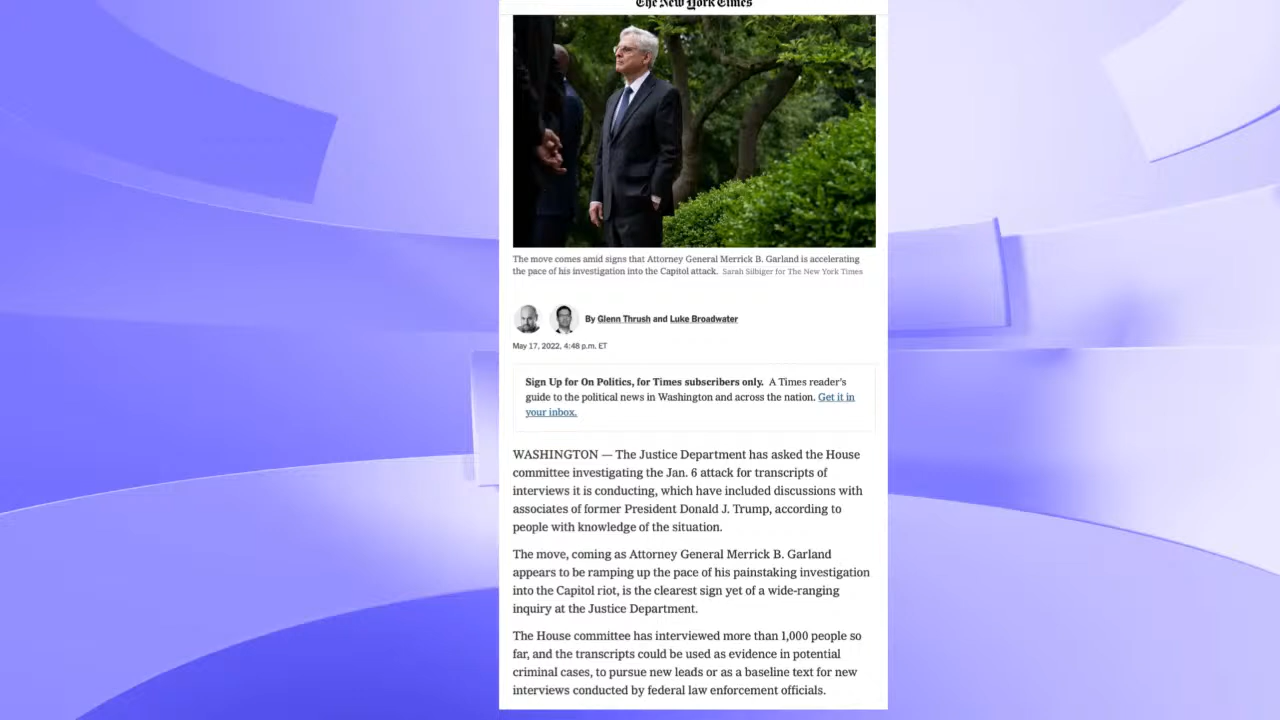 The New York Times
The move comes amid signs that Attorney General Merrick B. Garland is accelerating
the pace of his investigation into the Capitol attack. Sarah Silbiger for The New York Times
By Glenn Thrush and Luke Broadwater
May 17, 2022, 4:48 p.m. ET
Sign Up for On Politics, for Times subscribers only. A Times reader's
guide to the political news in Washington and across the nation. Get it in
your inbox.
WASHINGTON — The Justice Department has asked the House
committee investigating the Jan. 6 attack for transcripts of
interviews it is conducting, which have included discussions with
associates of former President Donald J. Trump, according to
people with knowledge of the situation.
The move, coming as Attorney General Merrick B. Garland
appears to be ramping up the pace of his painstaking investigation
into the Capitol riot, is the clearest sign yet of a wide-ranging
inquiry at the Justice Department.
The House committee has interviewed more than 1,000 people so
far, and the transcripts could be used as evidence in potential
criminal cases, to pursue new leads or as a baseline text for new
interviews conducted by federal law enforcement officials.